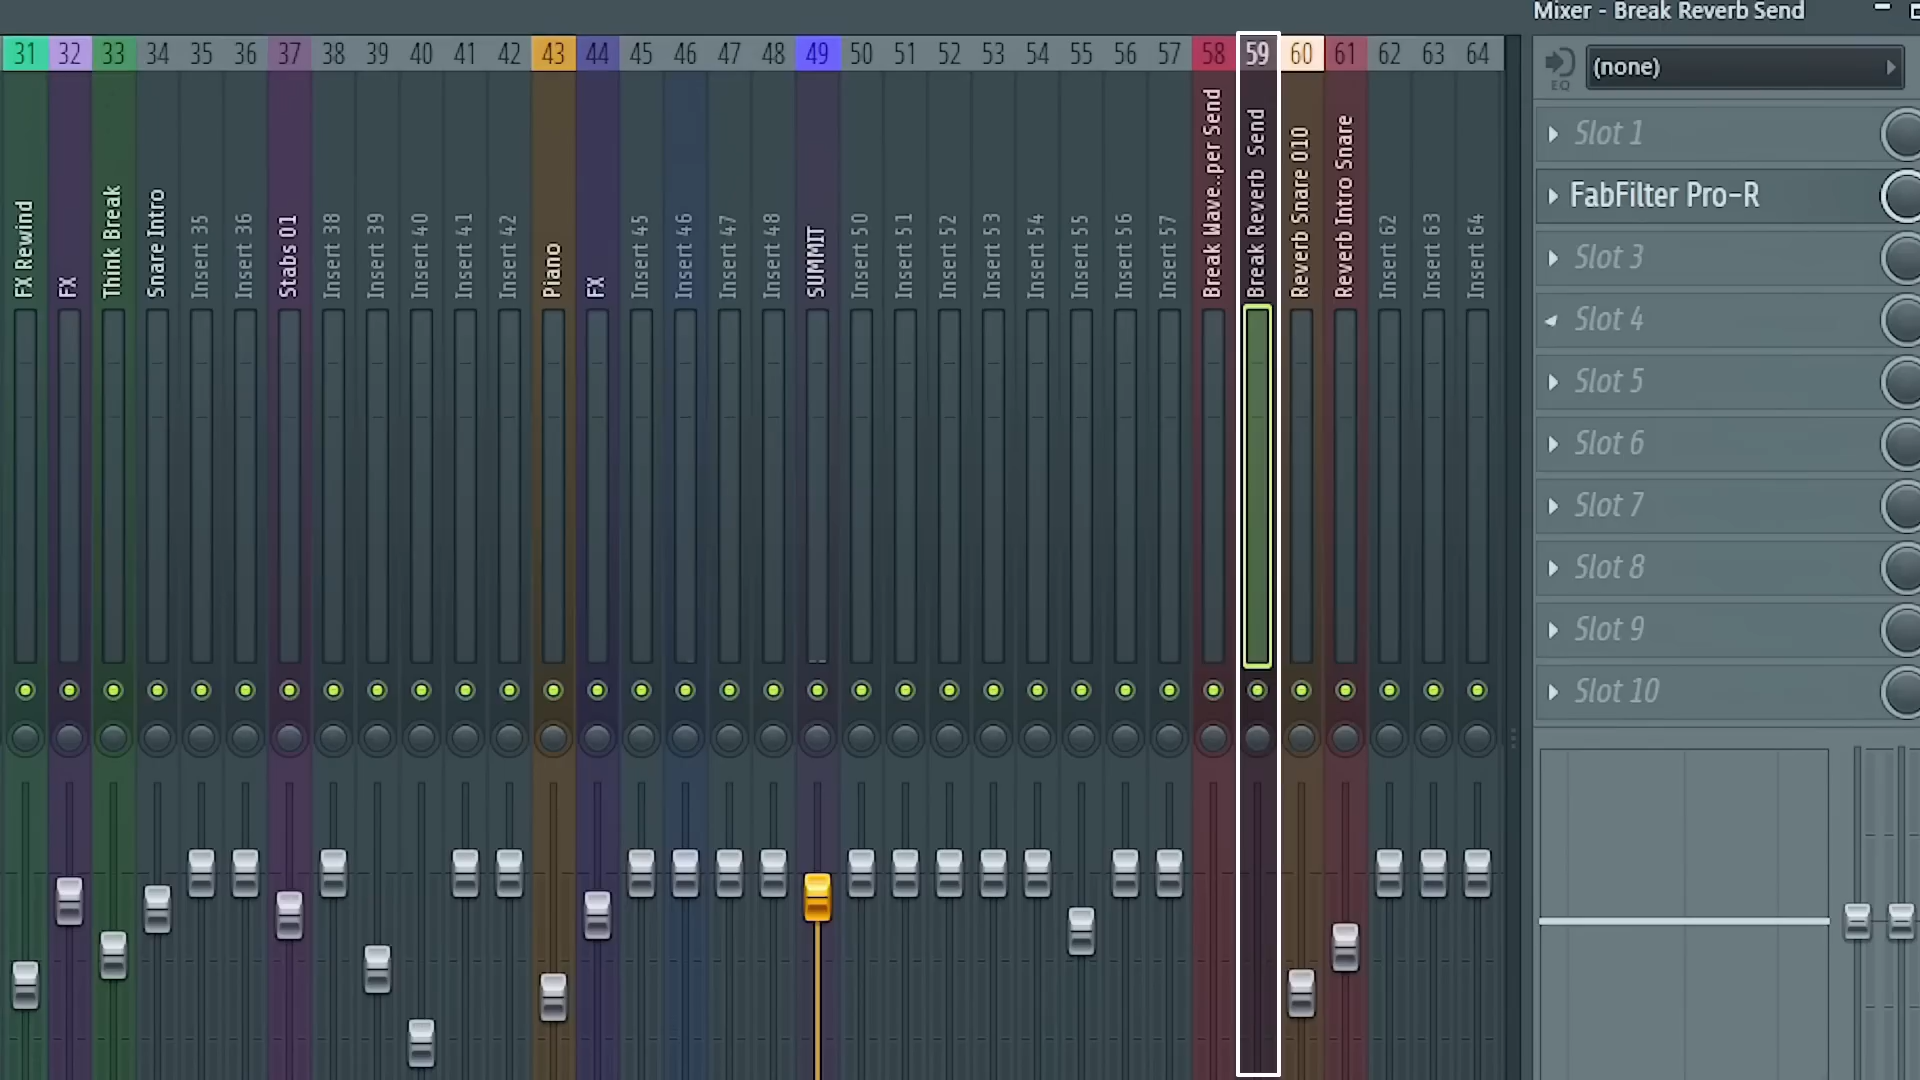 Mixer - Break Reverb Send
31 32 33 34 35 36 37 38 39 40 41 42 43 44 45 46 47 48 49 50 51 52 53 54 55 56 57 58 59 60 61 62 63 64
FX Rewind
FX
Think Break
Snare Intro
Insert 35
Insert 36
Stabs 01
Insert 38
Insert 39
Insert 40
Insert 41
Insert 42
Piano
FX
Insert 45
Insert 46
Insert 47
Insert 48
SUMMIT
Insert 50
Insert 51
Insert 52
Insert 53
Insert 54
Insert 55
Insert 56
Insert 57
Break Wave..per Send
Break Reverb Send
Reverb Snare 010
Reverb Intro Snare
Insert 62
Insert 63
Insert 64
EQ
(none)
Slot 1
FabFilter Pro-R
Slot 3
Slot 4
Slot 5
Slot 6
Slot 7
Slot 8
Slot 9
Slot 10